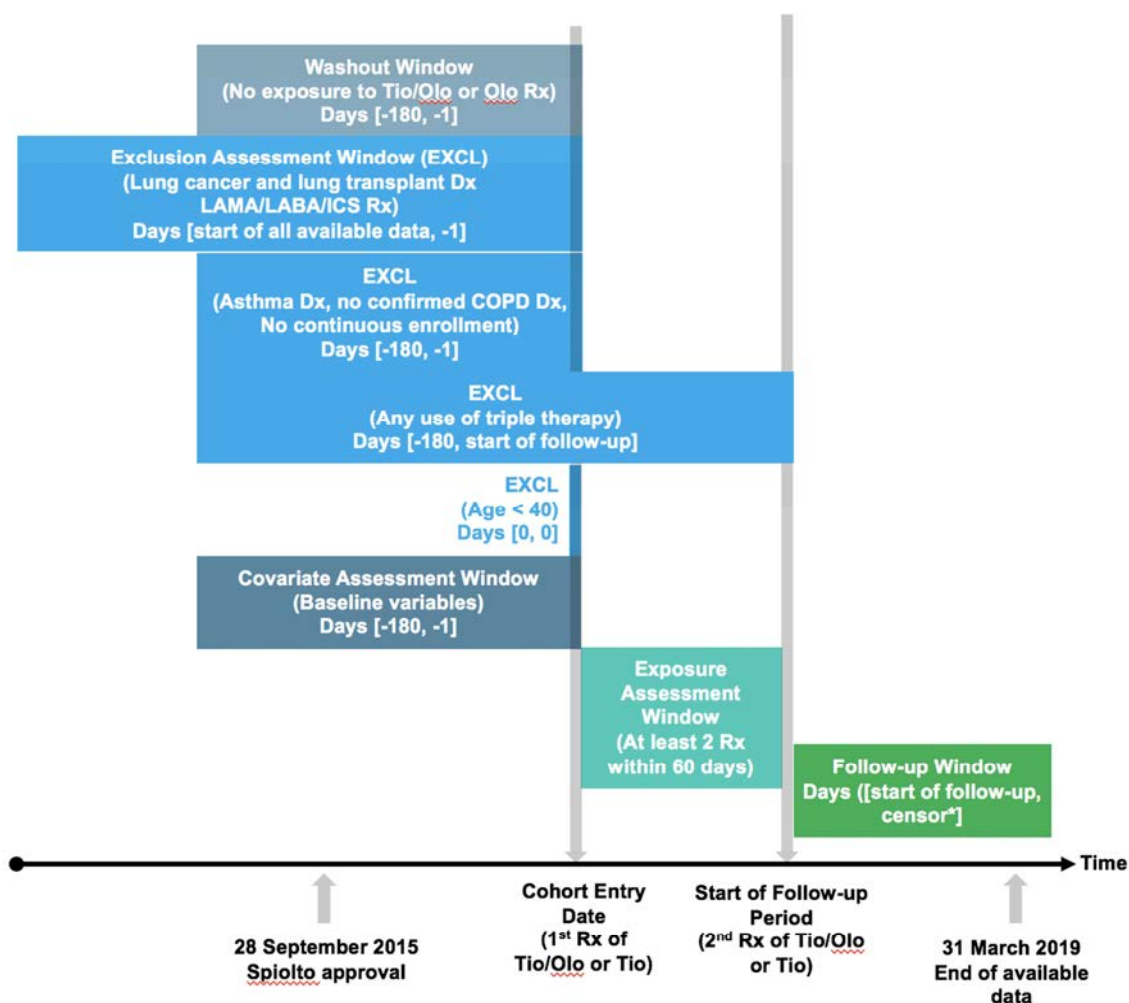 Washout Window
(No exposure to Tio/Olo or Olo Rx)
Days [-180, -1]
Exclusion Assessment Window (EXCL)
(Lung cancer and lung transplant Dx
LAMA/LABA/ICS Rx)
Days [start of all available data, -1]
EXCL
(Asthma Dx, no confirmed COPD Dx,
No continuous enrollment)
Days [-180, -1]
EXCL
(Any use of triple therapy)
Days [-180, start of follow-up]
EXCL
(Age < 40)
Days [0, 0]
Covariate Assessment Window
(Baseline variables)
Days [-180, -1]
Exposure
Assessment
Window
(At least 2 Rx
within 60 days)
Follow-up Window
Days ([start of follow-up,
censor*]
Time
28 September 2015
Spiolto approval
Cohort Entry
Date
(1st Rx of
Tio/Olo or Tio)
Start of Follow-up
Period
(2nd Rx of Tio/Olo
or Tio)
31 March 2019
End of available
data